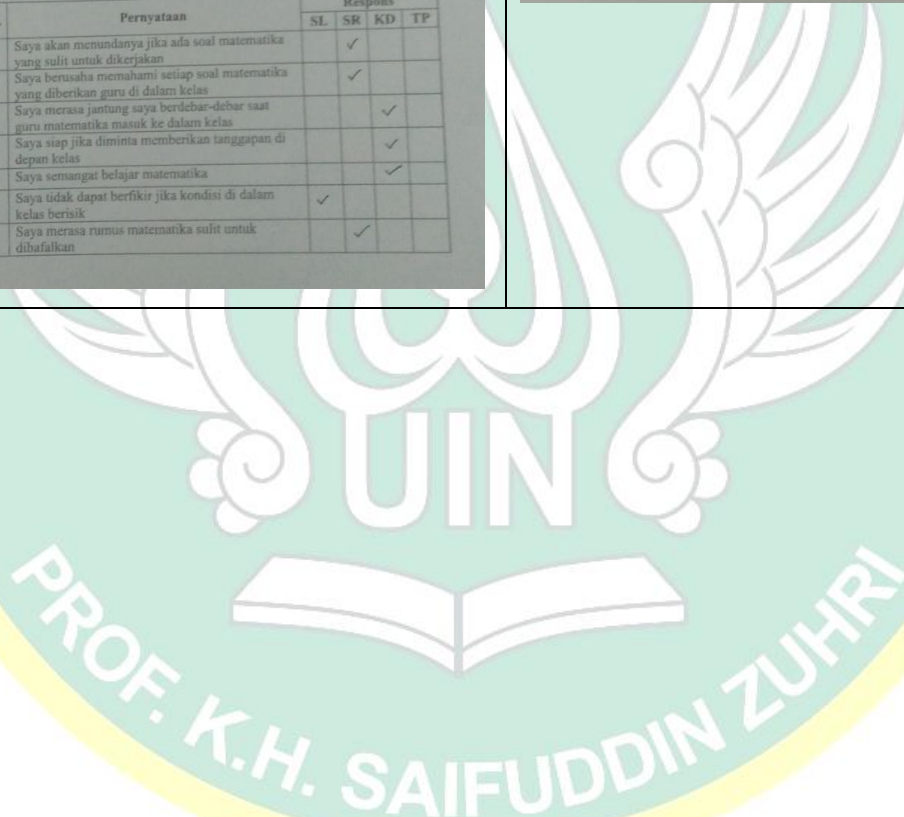 Respons
Pernyataan SL SR KD TP
Saya akan menundanya jika ada soal matematika
yang sulit untuk dikerjakan ✓
Saya berusaha memahami setiap soal matematika
yang diberikan guru di dalam kelas ✓
Saya merasa jantung saya berdebar-debar saat
guru matematika masuk ke dalam kelas ✓
Saya siap jika diminta memberikan tanggapan di
depan kelas ✓
Saya semangat belajar matematika ✓
Saya tidak dapat berfikir jika kondisi di dalam
kelas berisik ✓
Saya merasa rumus matematika sulit untuk
dihafalkan ✓
UIN
PROF. K.H. SAIFUDDIN ZUHRI